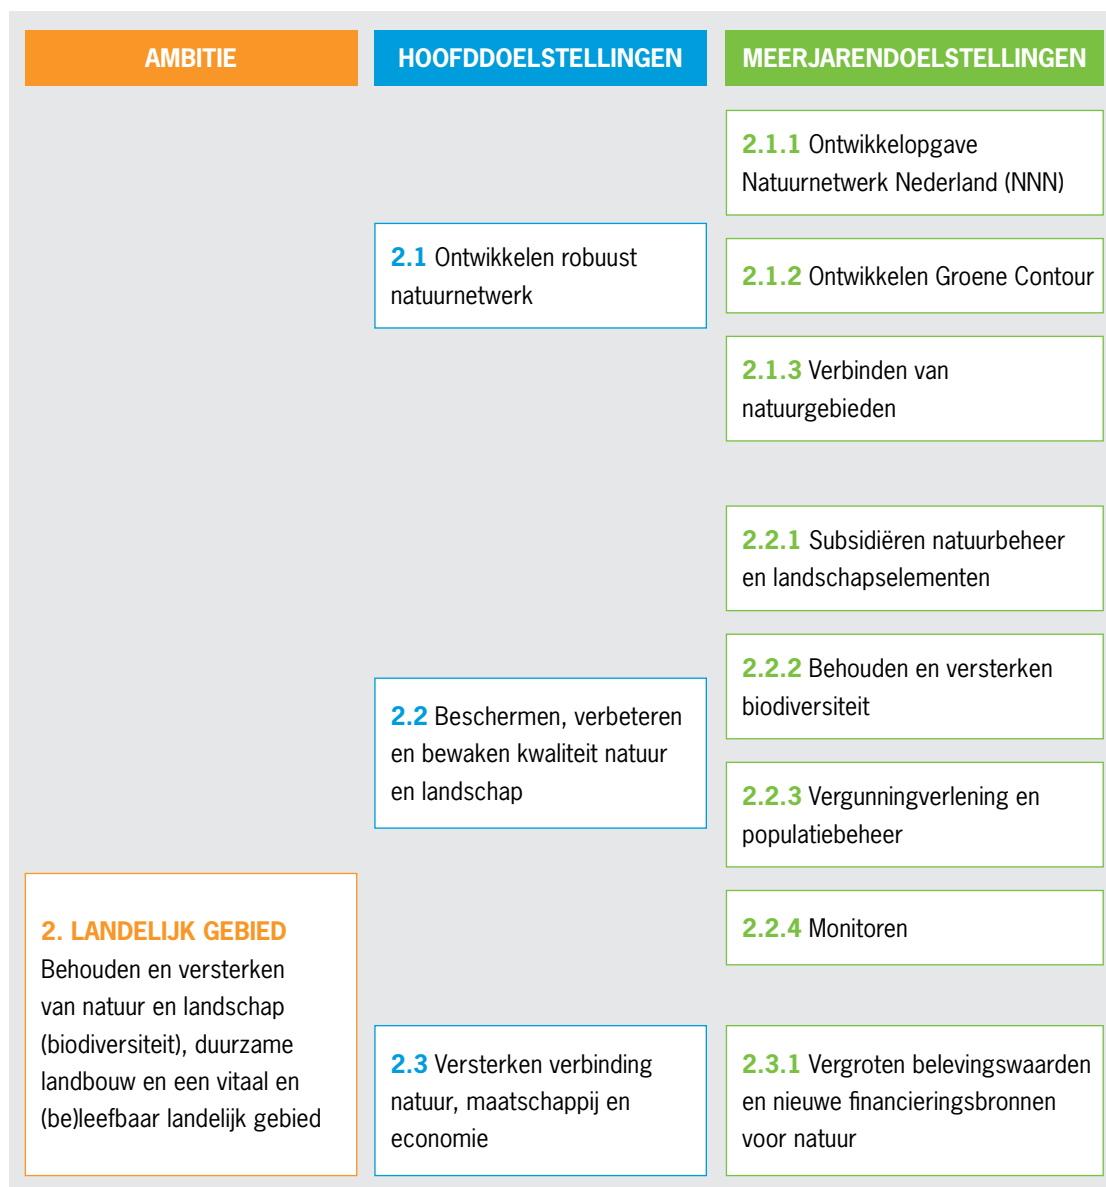 AMBITIE
HOOFDDOELSTELLINGEN
MEERJARENDOELSTELLINGEN
2. LANDELIJK GEBIED
Behouden en versterken
van natuur en landschap
(biodiversiteit), duurzame
landbouw en een vitaal en
(be)leefbaar landelijk gebied
2.1 Ontwikkelen robuust
natuurnetwerk
2.1.1 Ontwikkelopgave
Natuurnetwerk Nederland (NNN)
2.1.2 Ontwikkelen Groene Contour
2.1.3 Verbinden van
natuurgebieden
2.2 Beschermen, verbeteren
en bewaken kwaliteit natuur
en landschap
2.2.1 Subsidiëren natuurbeheer
en landschapselementen
2.2.2 Behouden en versterken
biodiversiteit
2.2.3 Vergunningverlening en
populatiebeheer
2.2.4 Monitoren
2.3 Versterken verbinding
natuur, maatschappij en
economie
2.3.1 Vergroten belevingswaarden
en nieuwe financieringsbronnen
voor natuur